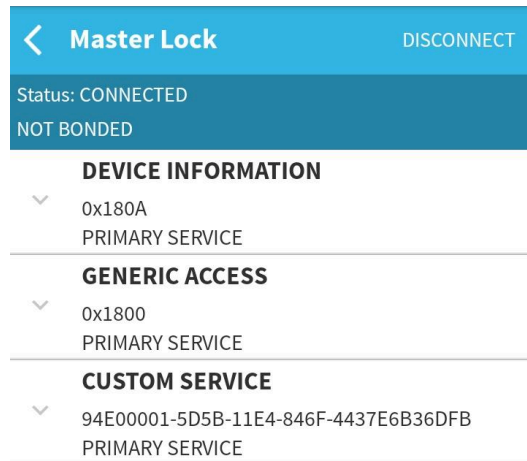 Master Lock DISCONNECT
Status: CONNECTED
NOT BONDED
DEVICE INFORMATION
0x180A
PRIMARY SERVICE
GENERIC ACCESS
0x1800
PRIMARY SERVICE
CUSTOM SERVICE
94E00001-5D5B-11E4-846F-4437E6B36DFB
PRIMARY SERVICE